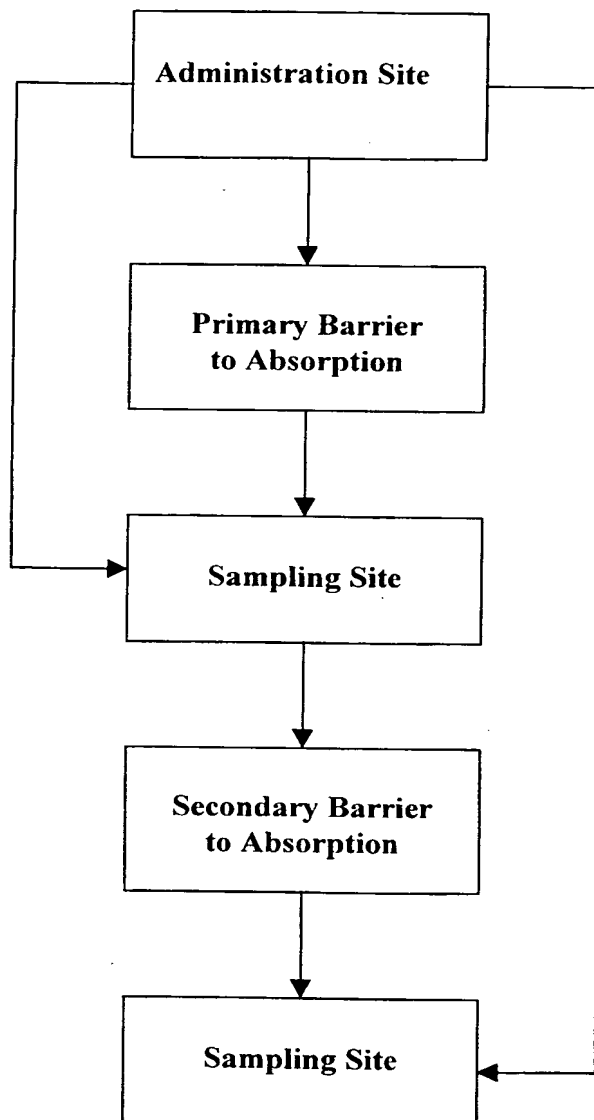 Administration Site
Primary Barrier
to Absorption
Sampling Site
Secondary Barrier
to Absorption
Sampling Site